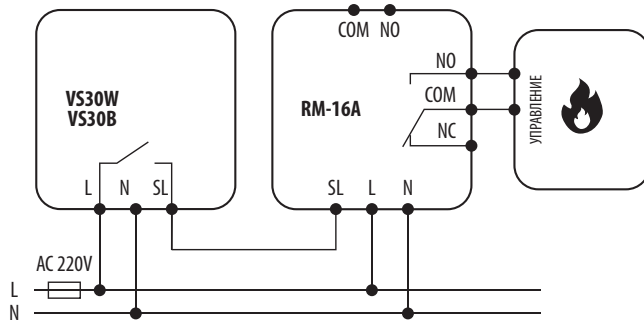 COM NO
VS30W
VS30B
RM-16A
NO
COM
NC
УПРАВЛЕНИЕ
L N SL
SL L N
AC 220V
L
N